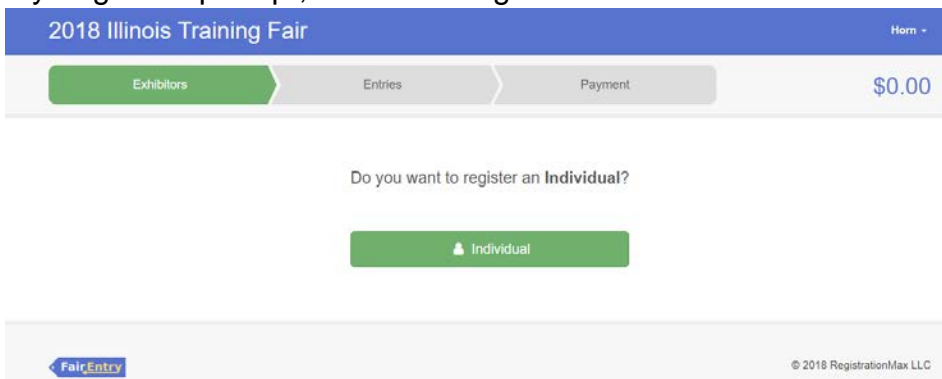 2018 Illinois Training Fair
Horn
Exhibitors
Entries
Payment
$0.00
Do you want to register an Individual?
Individual
FairEntry
© 2018 RegistrationMax LLC